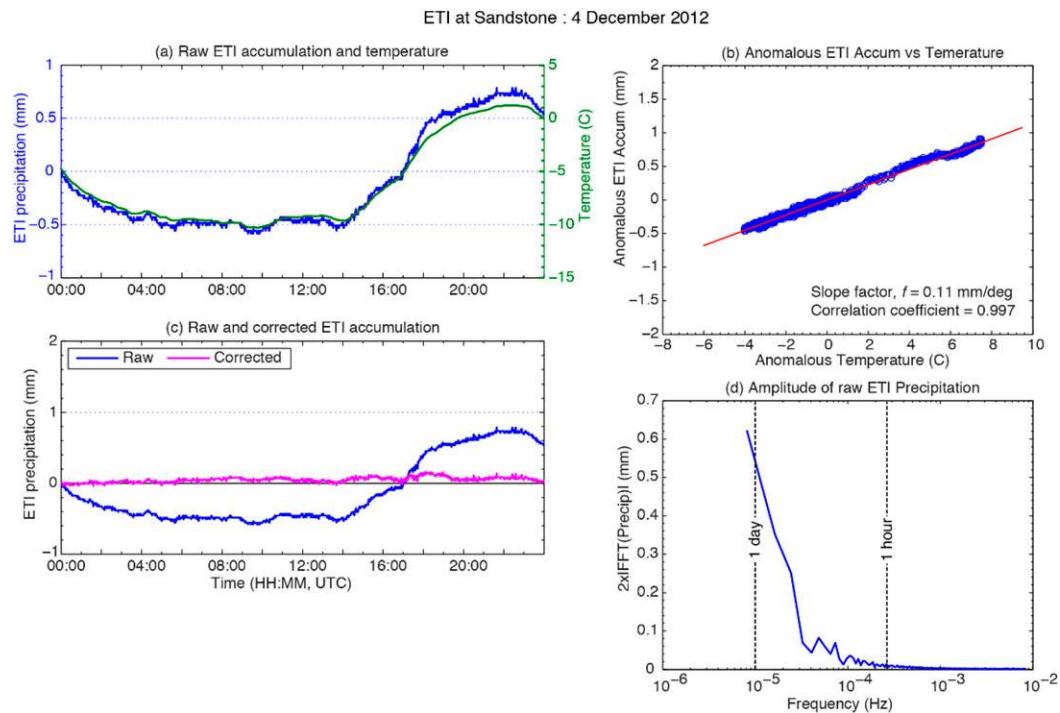 ETI at Sandstone : 4 December 2012
(a) Raw ETI accumulation and temperature
1
0.5
0
−0.5
−1
ETI precipitation (mm)
5
0
−5
−10
−15
Temperature (C)
00:00 04:00 08:00 12:00 16:00 20:00
(b) Anomalous ETI Accum vs Temerature
2
1.5
1
0.5
0
−0.5
−1
−1.5
−2
Anomalous ETI Accum (mm)
Slope factor, f = 0.11 mm/deg
Correlation coefficient = 0.997
−8 −6 −4 −2 0 2 4 6 8 10
Anomalous Temperature (C)
(c) Raw and corrected ETI accumulation
Raw Corrected
2
1
0
−1
ETI precipitation (mm)
00:00 04:00 08:00 12:00 16:00 20:00
Time (HH:MM, UTC)
(d) Amplitude of raw ETI Precipitation
0.7
0.6
0.5
0.4
0.3
0.2
0.1
0
2xIFFT(Precip)I (mm)
1 day
1 hour
10−6 10−5 10−4 10−3 10−2
Frequency (Hz)